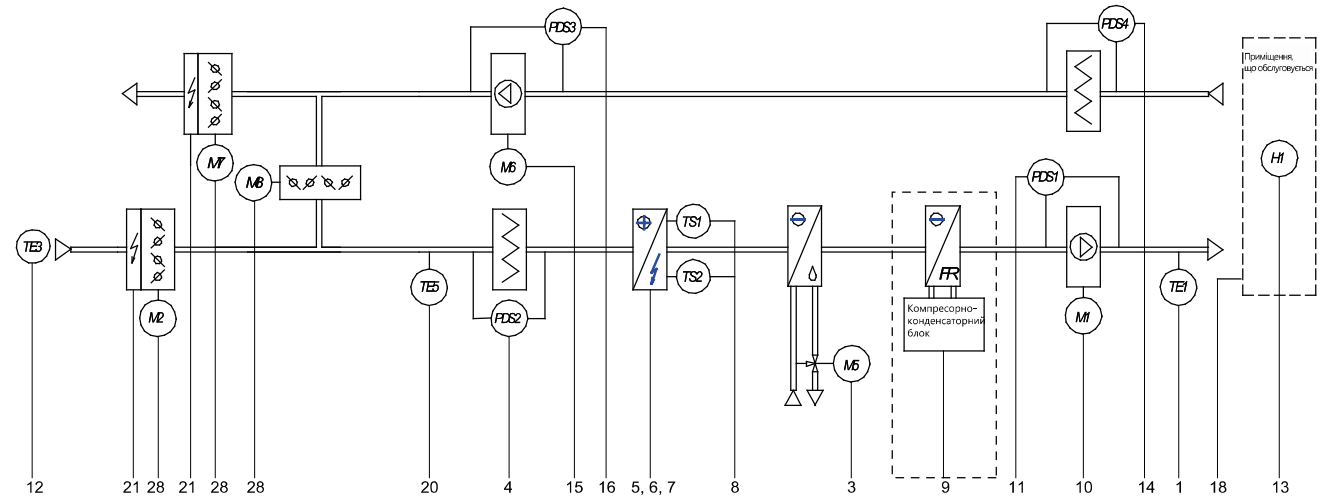 PDS3
PDS4
Приміщення,
що обслуговується
M7
M8
M6
H1
PDS1
TE3
TS1
TS2
FR
TE5
TE1
M2
PDS2
Компресорно-
конденсаторний
блок
M1
M5
12 21 28 21 28 28 20 4 15 16 5, 6, 7 8 3 9 11 10 14 1 18 13